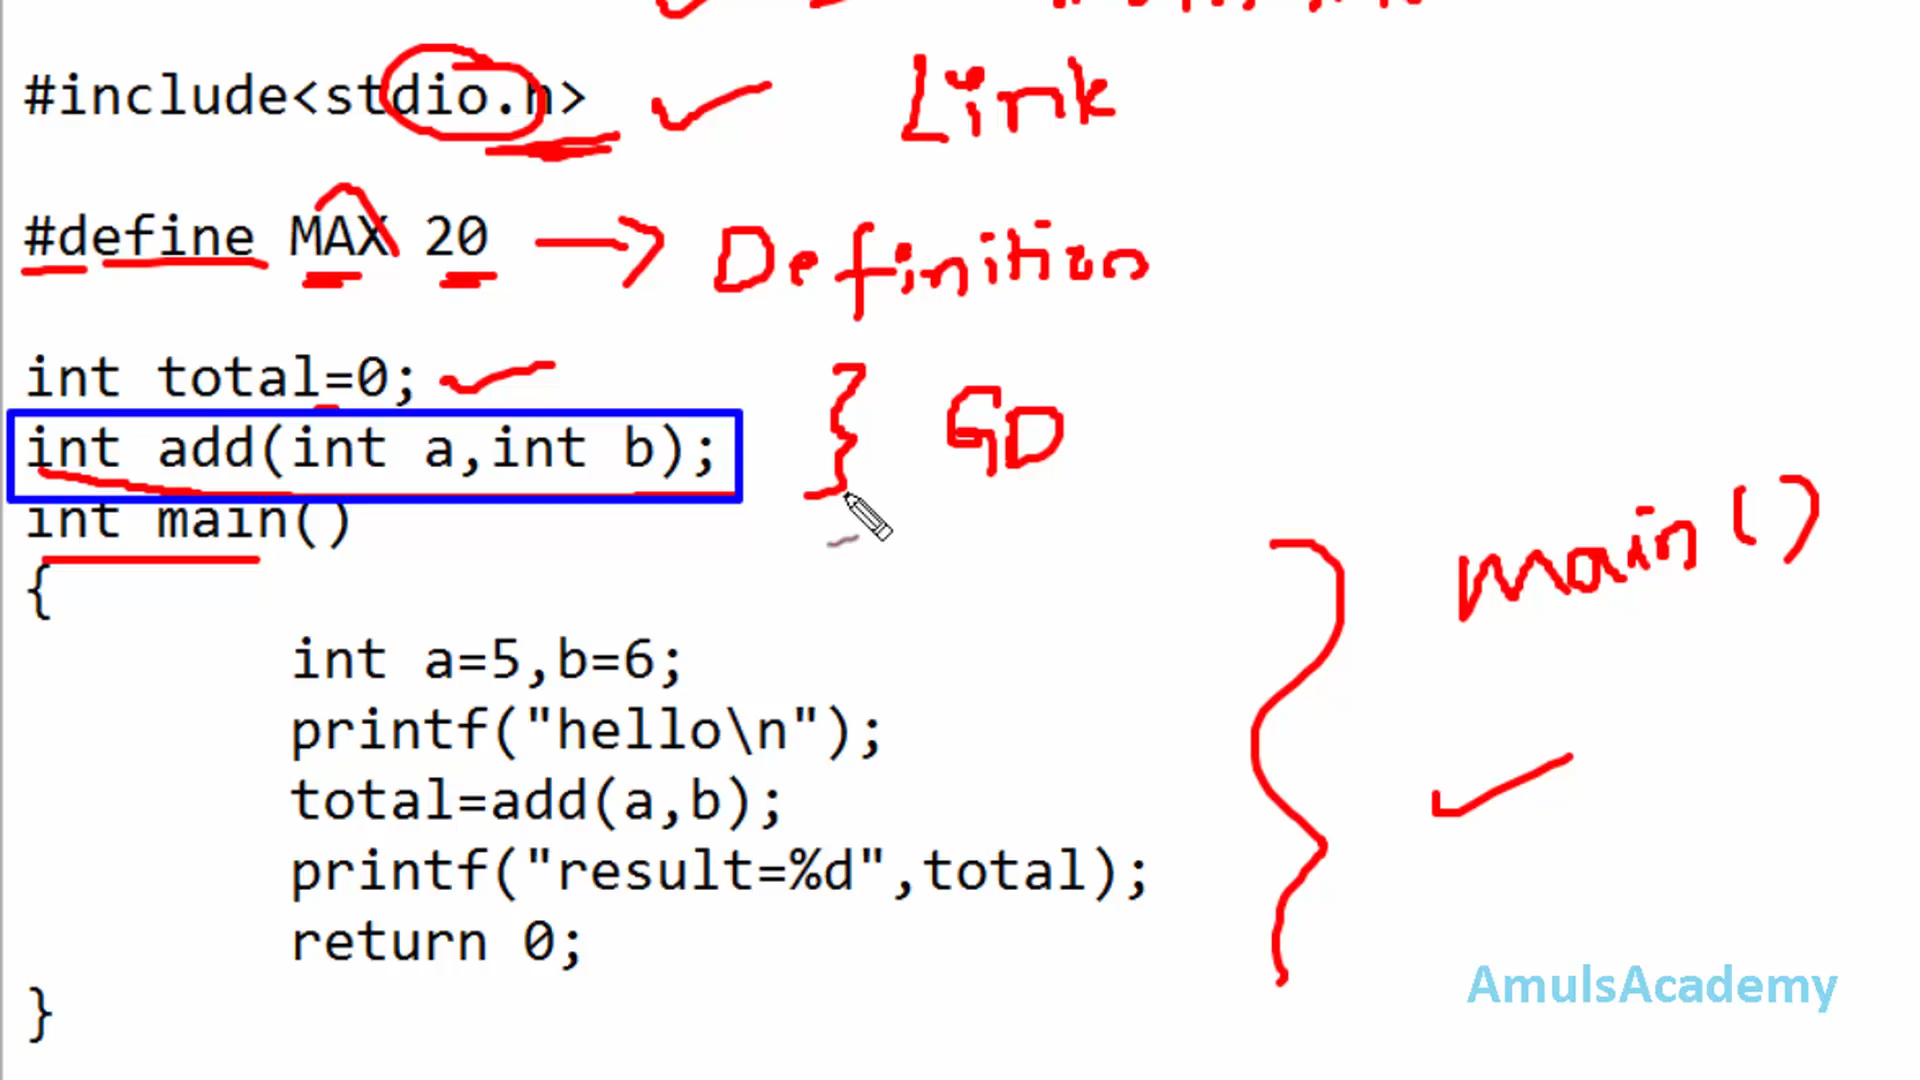 #include<stdio.h> Link
#define MAX 20 Definition
int total=0;
int add(int a,int b); GD
int main() main()
{
int a=5,b=6;
printf("hello\n");
total=add(a,b);
printf("result=%d",total);
return 0;
}
AmulsAcademy